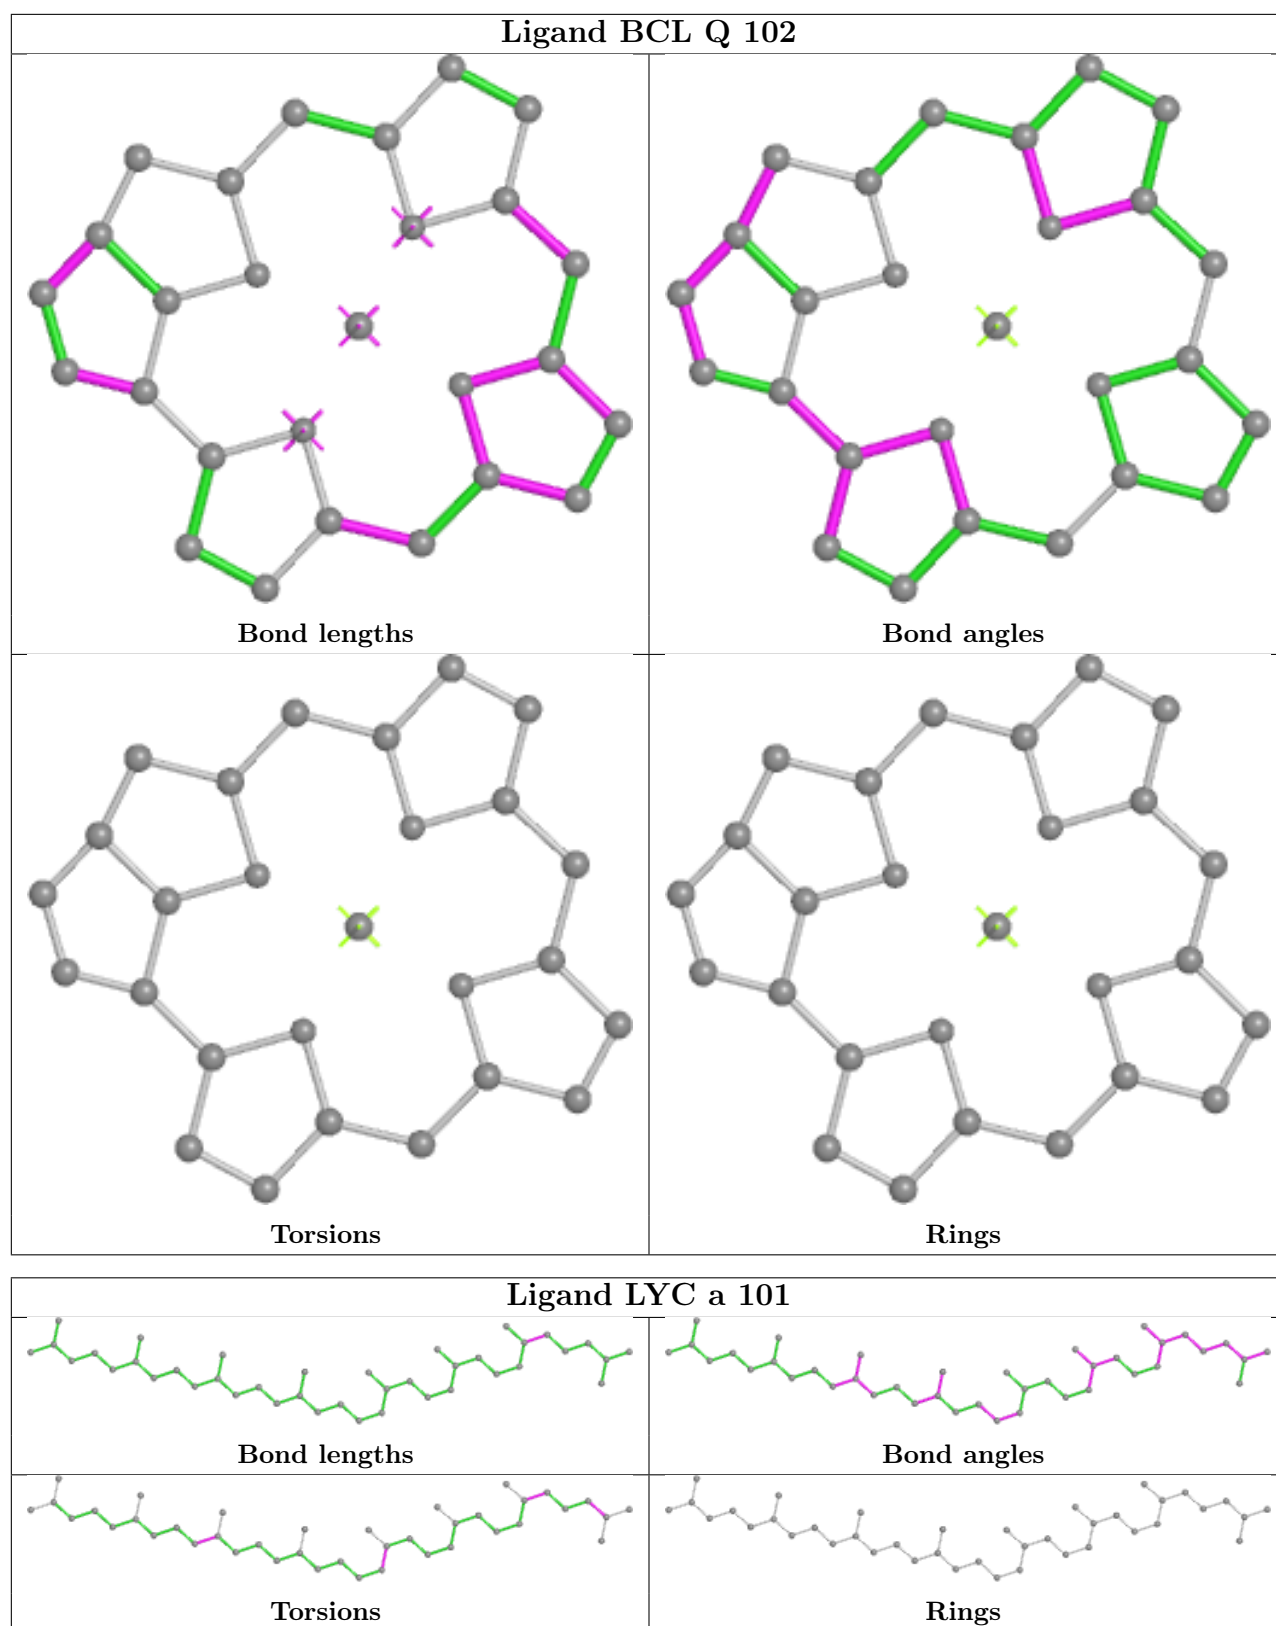 Ligand BCL Q 102
Bond lengths
Bond angles
Torsions
Rings
Ligand LYC a 101
Bond lengths
Bond angles
Torsions
Rings